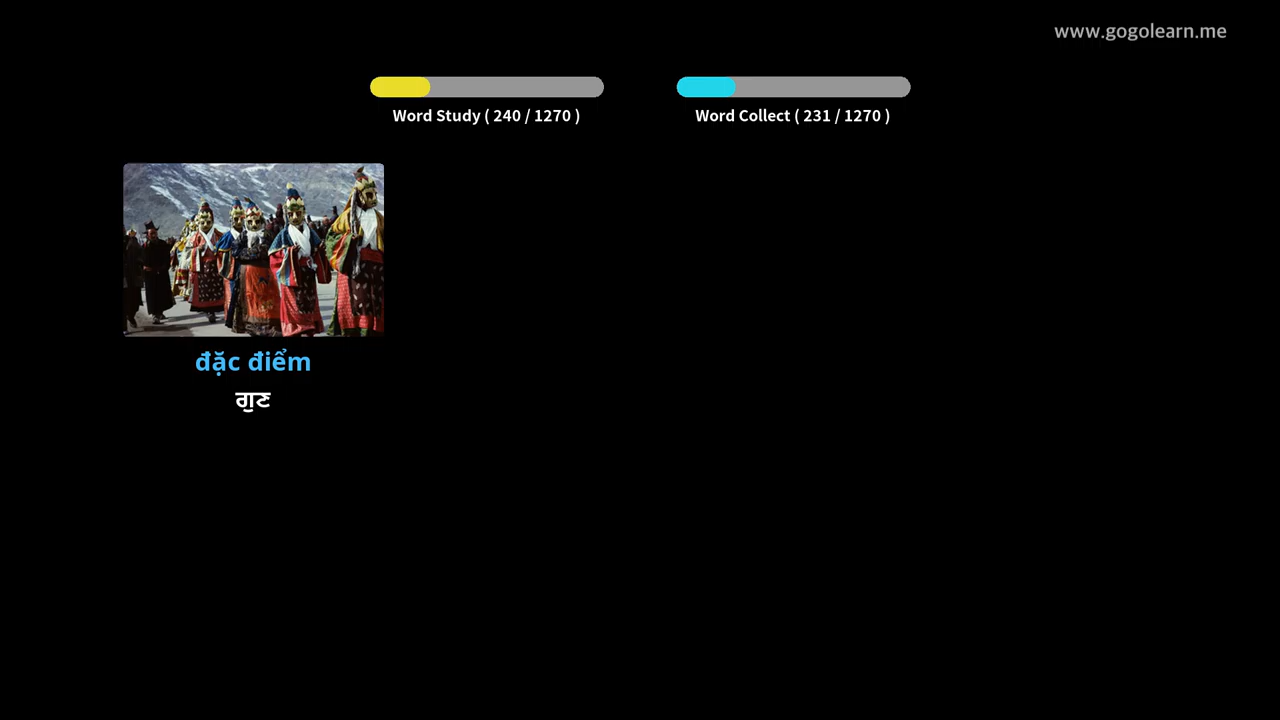 www.gogolearn.me
Word Study ( 240 / 1270 )
Word Collect ( 231 / 1270 )
đặc điểm
ਗੁਣ